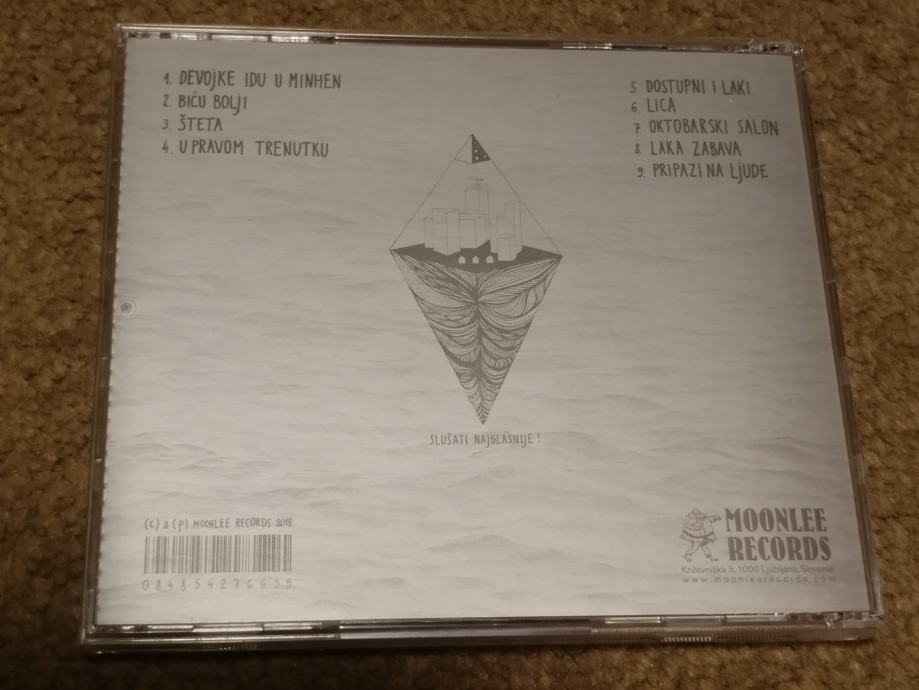 1. DEVOJKE IDU U MINHEN
2. BIĆU BOLJI
3. ŠTETA
4. U PRAVOM TRENUTKU
5 DOSTUPNI I LAKI
6. LICA
7. OKTOBARSKI SALON
8. LAKA ZABAVA
9. PRIPAZI NA LJUDE
SLUŠATI NAJGLASNIJE!
(C) & (P) MOONLEE RECORDS 2012.
084854276699
MOONLEE
RECORDS
Križevniška 5, 1000 Ljubljana, Slovenia
www.moonleerecords.com